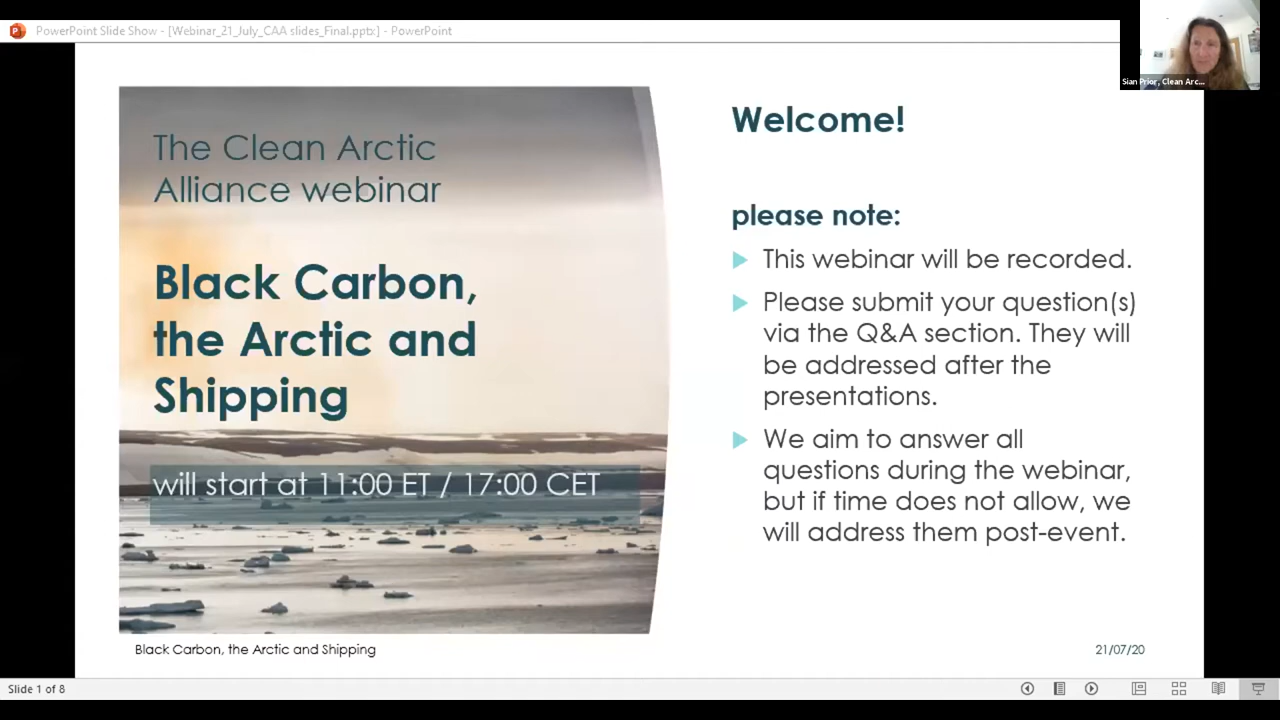 PowerPoint Slide Show - [Webinar_21_July_CAA slides_Final.pptx] - PowerPoint
Sian Prior, Clean Arc...
The Clean Arctic
Alliance webinar
Black Carbon,
the Arctic and
Shipping
will start at 11:00 ET / 17:00 CET
Welcome!
please note:
This webinar will be recorded.
Please submit your question(s)
via the Q&A section. They will
be addressed after the
presentations.
We aim to answer all
questions during the webinar,
but if time does not allow, we
will address them post-event.
Black Carbon, the Arctic and Shipping
21/07/20
Slide 1 of 8